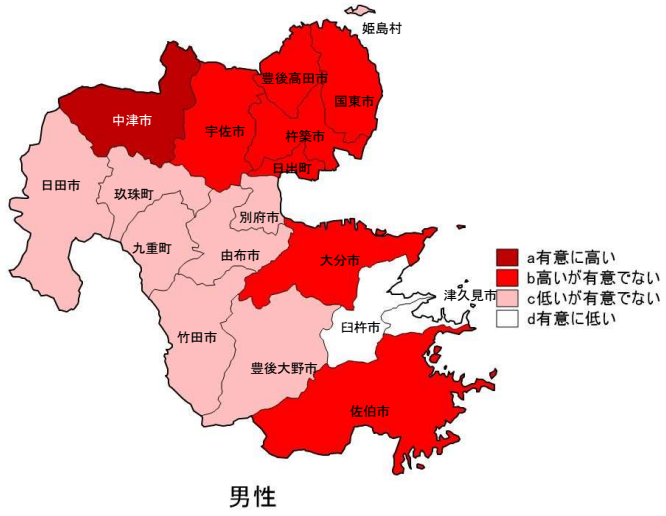 姫島村
豊後高田市
国東市
中津市
宇佐市
杵築市
日出町
日田市
玖珠町
別府市
九重町
由布市
大分市
a有意に高い
b高いが有意でない
c低いが有意でない
d有意に低い
津久見市
臼杵市
竹田市
豊後大野市
佐伯市
男性